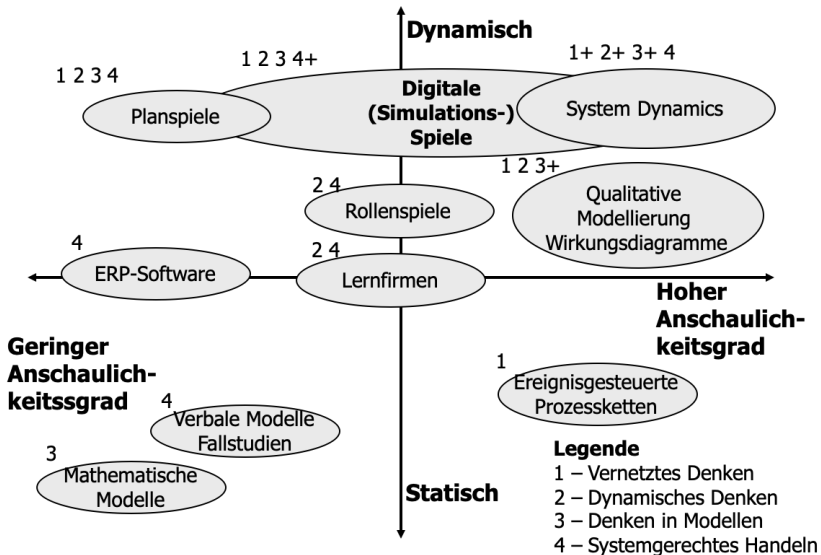 Dynamisch
1 2 3 4+
1+ 2+ 3+ 4
1 2 3 4
Digitale
(Simulations-)
Spiele
Planspiele
System Dynamics
1 2 3+
2 4
Rollenspiele
Qualitative
Modellierung
Wirkungsdiagramme
4
ERP-Software
2 4
Lernfirmen
Hoher
Anschaulich-
keitsgrad
Geringer
Anschaulich-
keitssgrad
1
Ereignisgesteuerte
Prozessketten
4
Verbale Modelle
Fallstudien
3
Mathematische
Modelle
Statisch
Legende
1 – Vernetztes Denken
2 – Dynamisches Denken
3 – Denken in Modellen
4 – Systemgerechtes Handeln